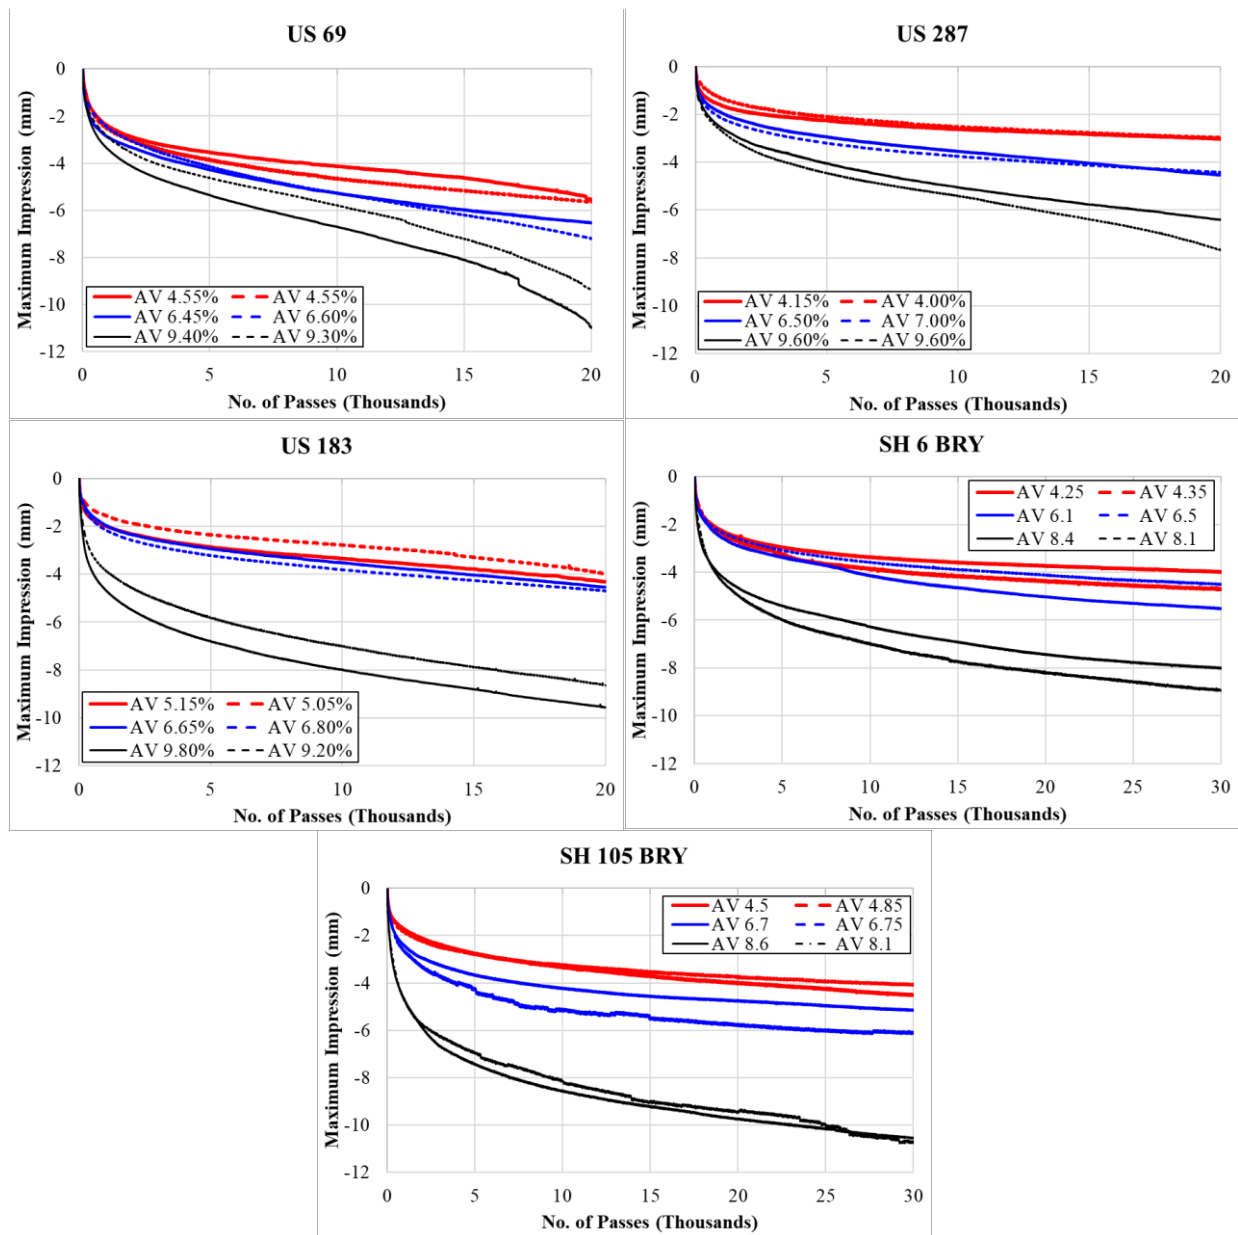 US 69
Maximum Impression (mm)
0
-2
-4
-6
-8
-10
-12
AV 4.55% AV 4.55%
AV 6.45% AV 6.60%
AV 9.40% AV 9.30%
0 5 10 15 20
No. of Passes (Thousands)
US 287
Maximum Impression (mm)
0
-2
-4
-6
-8
-10
-12
AV 4.15% AV 4.00%
AV 6.50% AV 7.00%
AV 9.60% AV 9.60%
0 5 10 15 20
No. of Passes (Thousands)
US 183
Maximum Impression (mm)
0
-2
-4
-6
-8
-10
-12
AV 5.15% AV 5.05%
AV 6.65% AV 6.80%
AV 9.80% AV 9.20%
0 5 10 15 20
No. of Passes (Thousands)
SH 6 BRY
Maximum Impression (mm)
0
-2
-4
-6
-8
-10
-12
AV 4.25 AV 4.35
AV 6.1 AV 6.5
AV 8.4 AV 8.1
0 5 10 15 20 25 30
No. of Passes (Thousands)
SH 105 BRY
Maximum Impression (mm)
0
-2
-4
-6
-8
-10
-12
AV 4.5 AV 4.85
AV 6.7 AV 6.75
AV 8.6 AV 8.1
0 5 10 15 20 25 30
No. of Passes (Thousands)